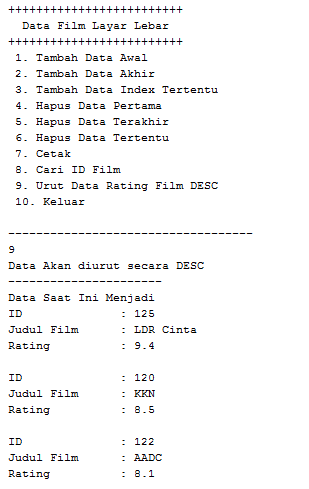 +++++++++++++++++++++++++
Data Film Layar Lebar
+++++++++++++++++++++++++
1. Tambah Data Awal
2. Tambah Data Akhir
3. Tambah Data Index Tertentu
4. Hapus Data Pertama
5. Hapus Data Terakhir
6. Hapus Data Tertentu
7. Cetak
8. Cari ID Film
9. Urut Data Rating Film DESC
10. Keluar
-----------------------------------
9
Data Akan diurut secara DESC
----------------------
Data Saat Ini Menjadi
ID : 125
Judul Film : LDR Cinta
Rating : 9.4
ID : 120
Judul Film : KKN
Rating : 8.5
ID : 122
Judul Film : AADC
Rating : 8.1